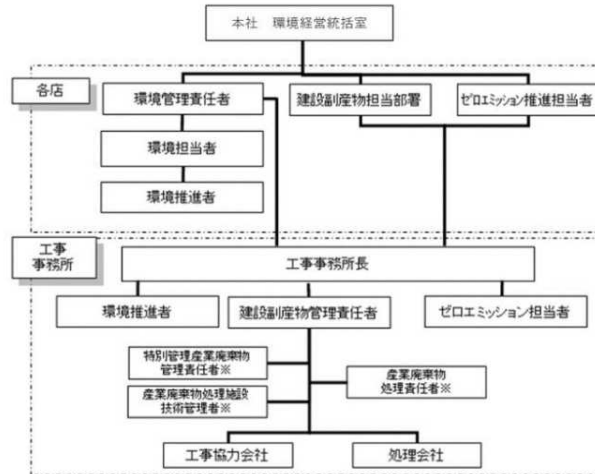 本社 環境経営統括室
各店
環境管理責任者
建設副産物担当部署
ゼロエミッション推進担当者
環境担当者
環境推進者
工事
事務所
工事事務所長
環境推進者
建設副産物管理責任者
ゼロエミッション担当者
特別管理産業廃棄物
管理責任者※
産業廃棄物
処理責任者※
産業廃棄物処理施設
技術管理者※
工事協力会社
処理会社